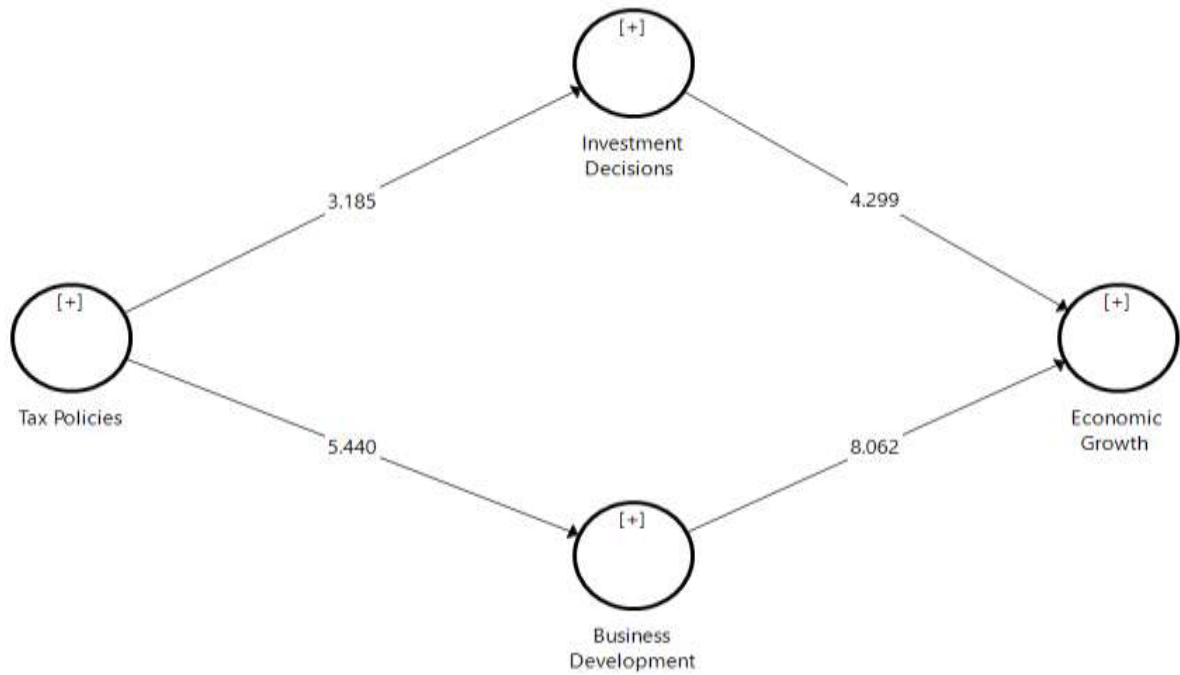 [+]
Investment
Decisions
3.185
4.299
[+]
Tax Policies
[+]
Economic
Growth
5.440
8.062
[+]
Business
Development